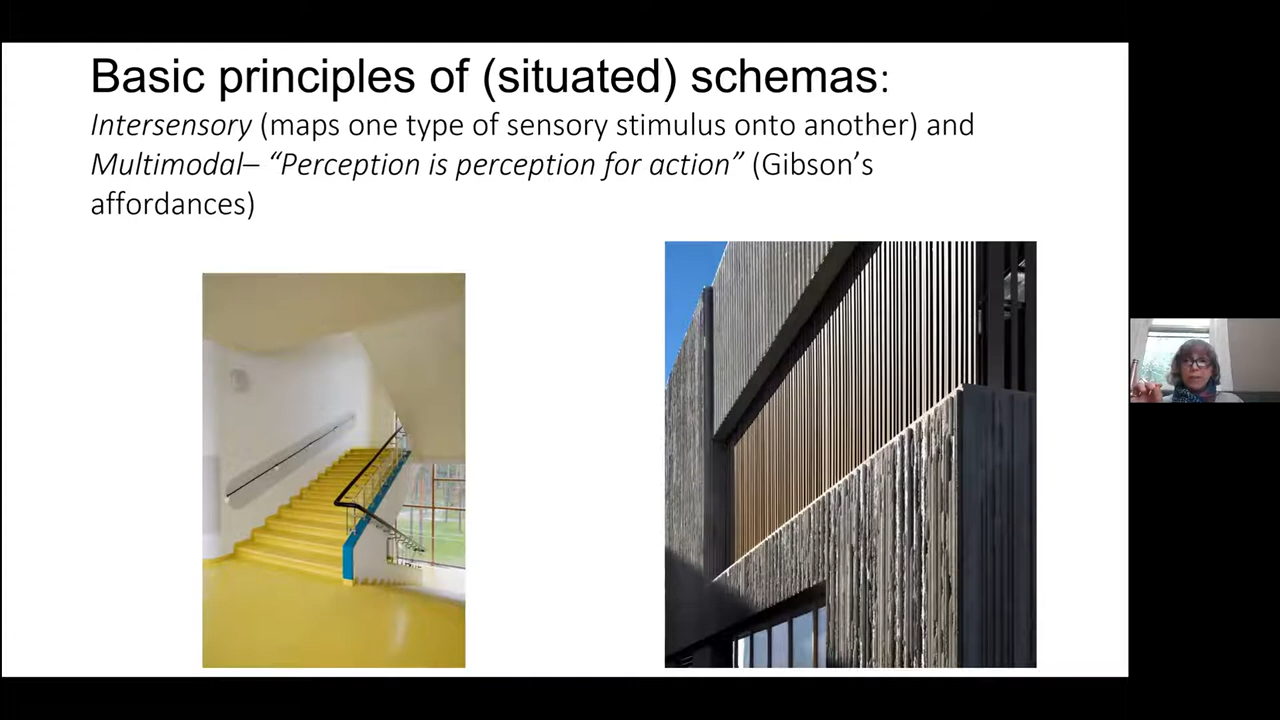 Basic principles of (situated) schemas:
Intersensory (maps one type of sensory stimulus onto another) and
Multimodal– “Perception is perception for action” (Gibson’s
affordances)